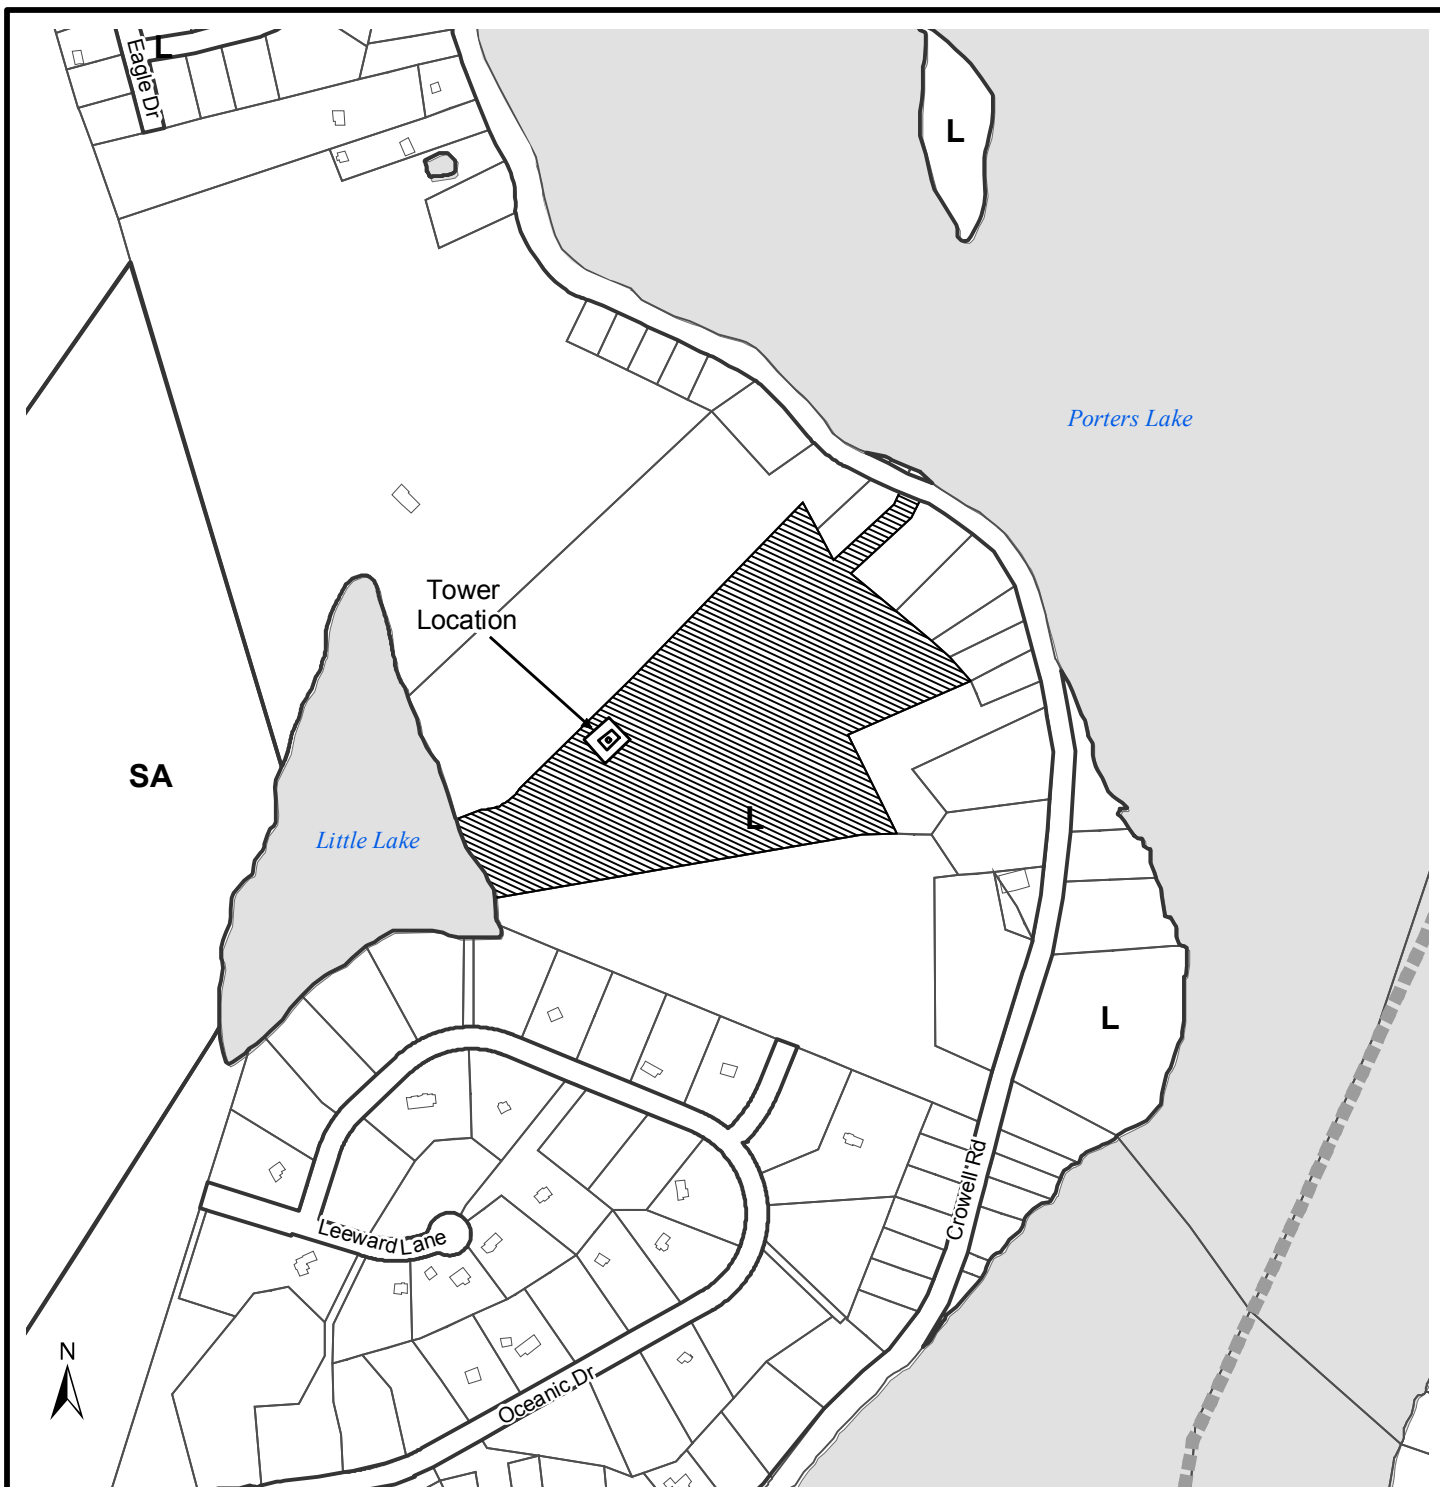 L
Eagle Dr
L
Porters Lake
Tower
Location
SA
L
Little Lake
L
Crowell Rd
Leeward Lane
N
Oceanic Dr